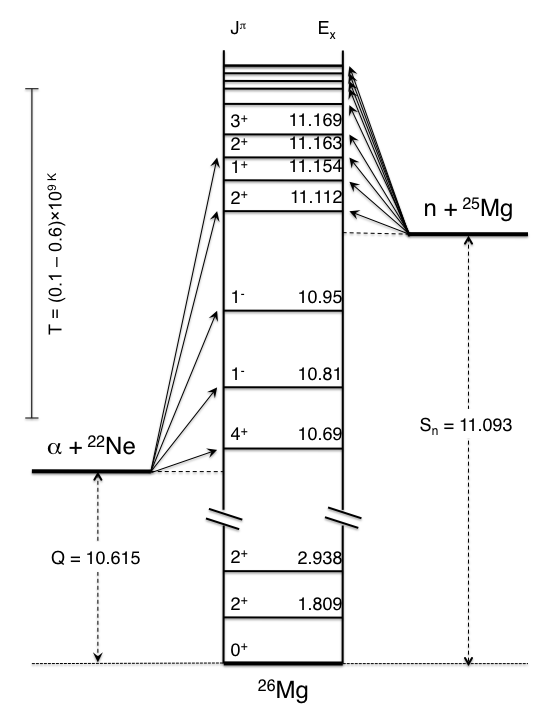 Jπ Ex
3+ 11.169
2+ 11.163
1+ 11.154
2+ 11.112
n + 25Mg
T = (0.1 – 0.6)×109 K
1- 10.95
1- 10.81
Sn = 11.093
4+ 10.69
α + 22Ne
Q = 10.615
2+ 2.938
2+ 1.809
0+
26Mg